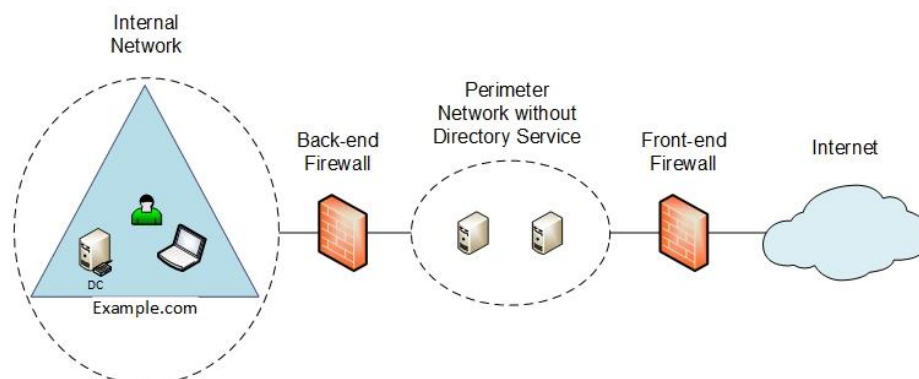 Internal
Network
Perimeter
Network without
Directory Service
Back-end
Firewall
Front-end
Firewall
Internet
DC
Example.com